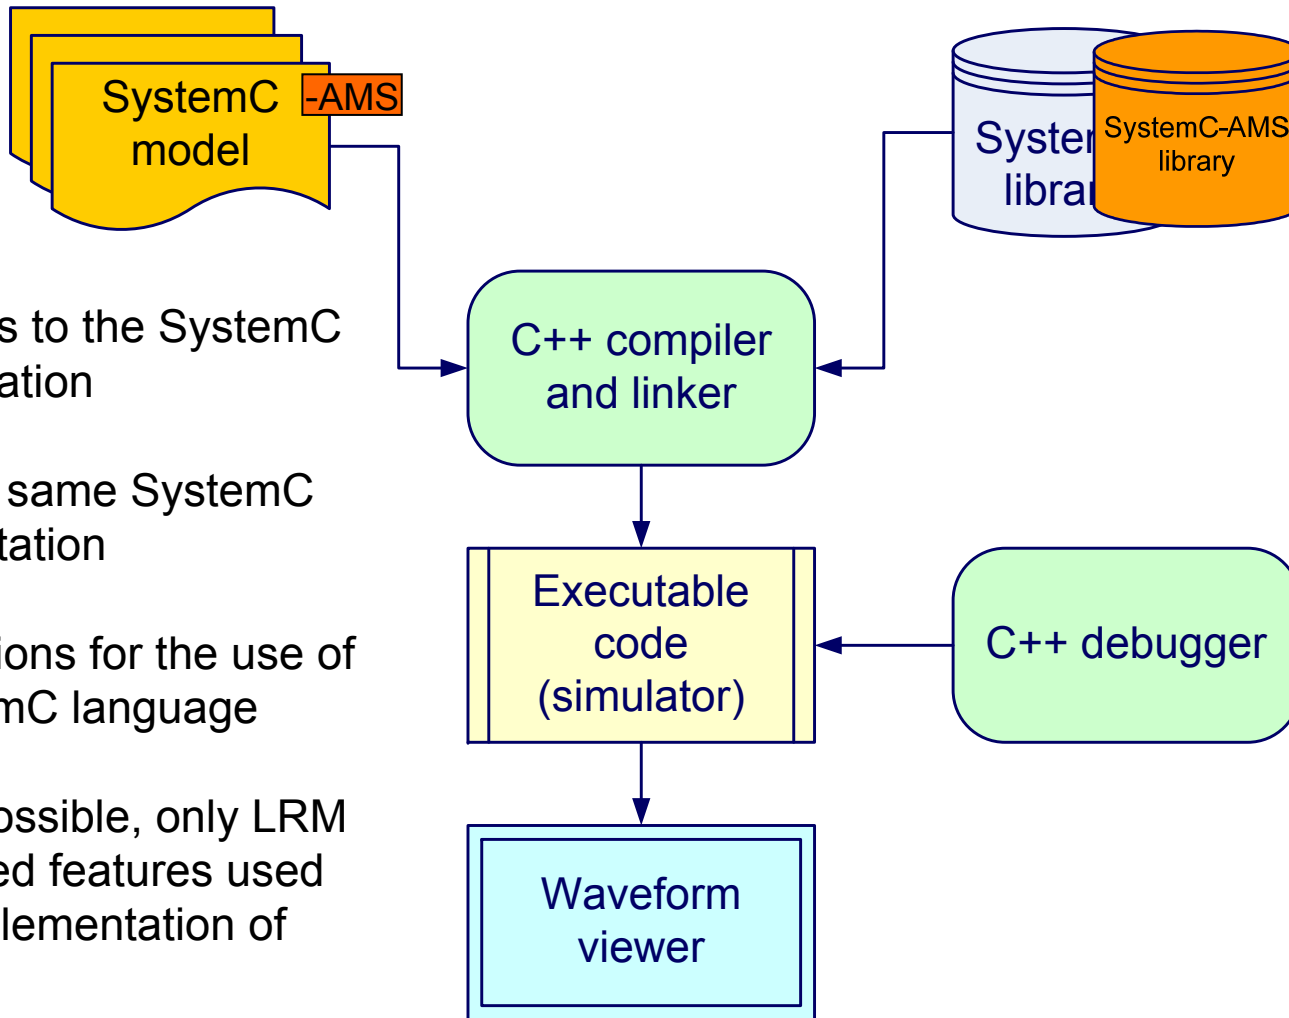 SystemC -AMS
model
SystemC-AMS
library
s to the SystemC
ation
same SystemC
tation
ions for the use of
mC language
ossible, only LRM
ed features used
lementation of
C++ compiler
and linker
Executable
code
(simulator)
C++ debugger
Waveform
viewer